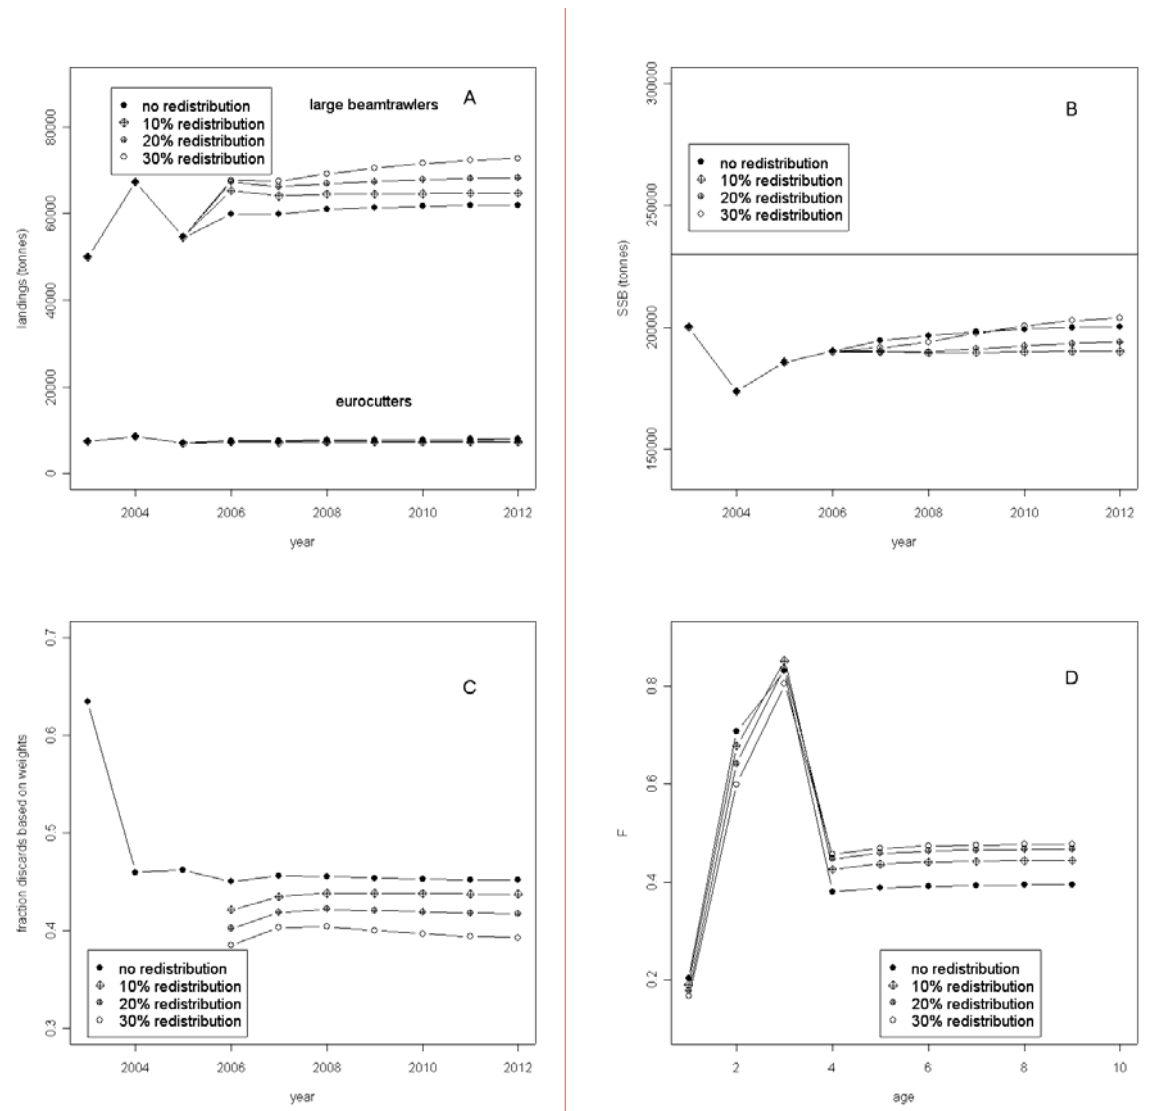 A
large beamtrawlers
no redistribution
10% redistribution
20% redistribution
30% redistribution
eurocutters
landings (tonnes)
0
20000
40000
60000
80000
2004
2006
2008
2010
2012
year
B
no redistribution
10% redistribution
20% redistribution
30% redistribution
SSB (tonnes)
150000
200000
250000
300000
2004
2006
2008
2010
2012
year
C
no redistribution
10% redistribution
20% redistribution
30% redistribution
fraction discards based on weights
0.3
0.4
0.5
0.6
0.7
2004
2006
2008
2010
2012
year
D
no redistribution
10% redistribution
20% redistribution
30% redistribution
F
0.2
0.4
0.6
0.8
2
4
6
8
10
age